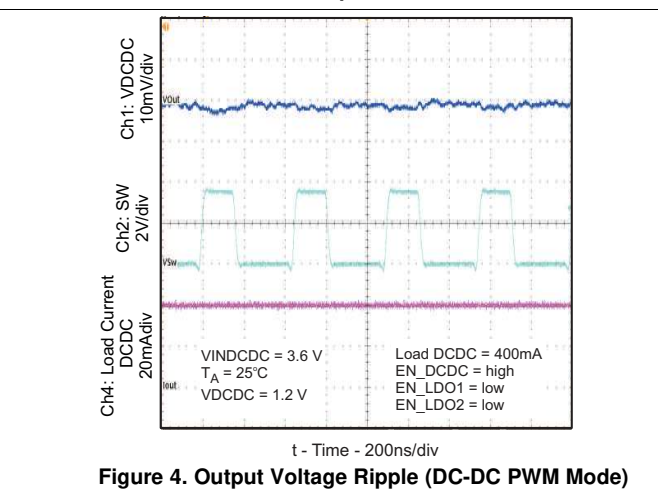 Ch1: VDCDC
10mV/div
Ch2: SW
2V/div
Ch4: Load Current
DCDC
20mAdiv
VOut
VSw
Iout
VINDCDC = 3.6 V
TA = 25°C
VDCDC = 1.2 V
Load DCDC = 400mA
EN_DCDC = high
EN_LDO1 = low
EN_LDO2 = low
t - Time - 200ns/div
Figure 4. Output Voltage Ripple (DC-DC PWM Mode)